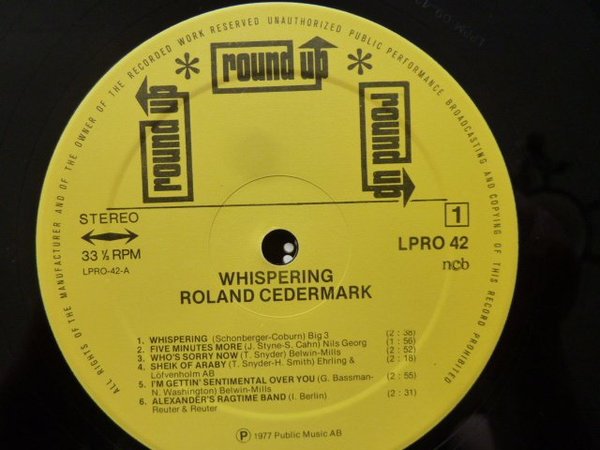 ALL RIGHTS OF THE MANUFACTURER AND OF THE OWNER OF THE RECORDED WORK RESERVED UNAUTHORIZED PUBLIC PERFORMANCE BROADCASTING AND COPYING OF THIS RECORD PROHIBITED
round up
* round up *
round up
STEREO
33 ⅓ RPM
LPRO-42-A
1
LPRO 42
ncb
WHISPERING
ROLAND CEDERMARK
1. WHISPERING (Schonberger-Coburn) Big 3 (2 : 38)
2. FIVE MINUTES MORE (J. Styne-S. Cahn) Nils Georg (1 : 56)
3. WHO'S SORRY NOW (T. Snyder) Belwin-Mills (2 : 52)
4. SHEIK OF ARABY (T. Snyder-H. Smith) Ehrling & (2 : 18)
Löfvenholm AB
5. I'M GETTIN' SENTIMENTAL OVER YOU (G. Bassman- (2 : 55)
N. Washington) Belwin-Mills
6. ALEXANDER'S RAGTIME BAND (I. Berlin) (2 : 31)
Reuter & Reuter
Ⓟ 1977 Public Music AB